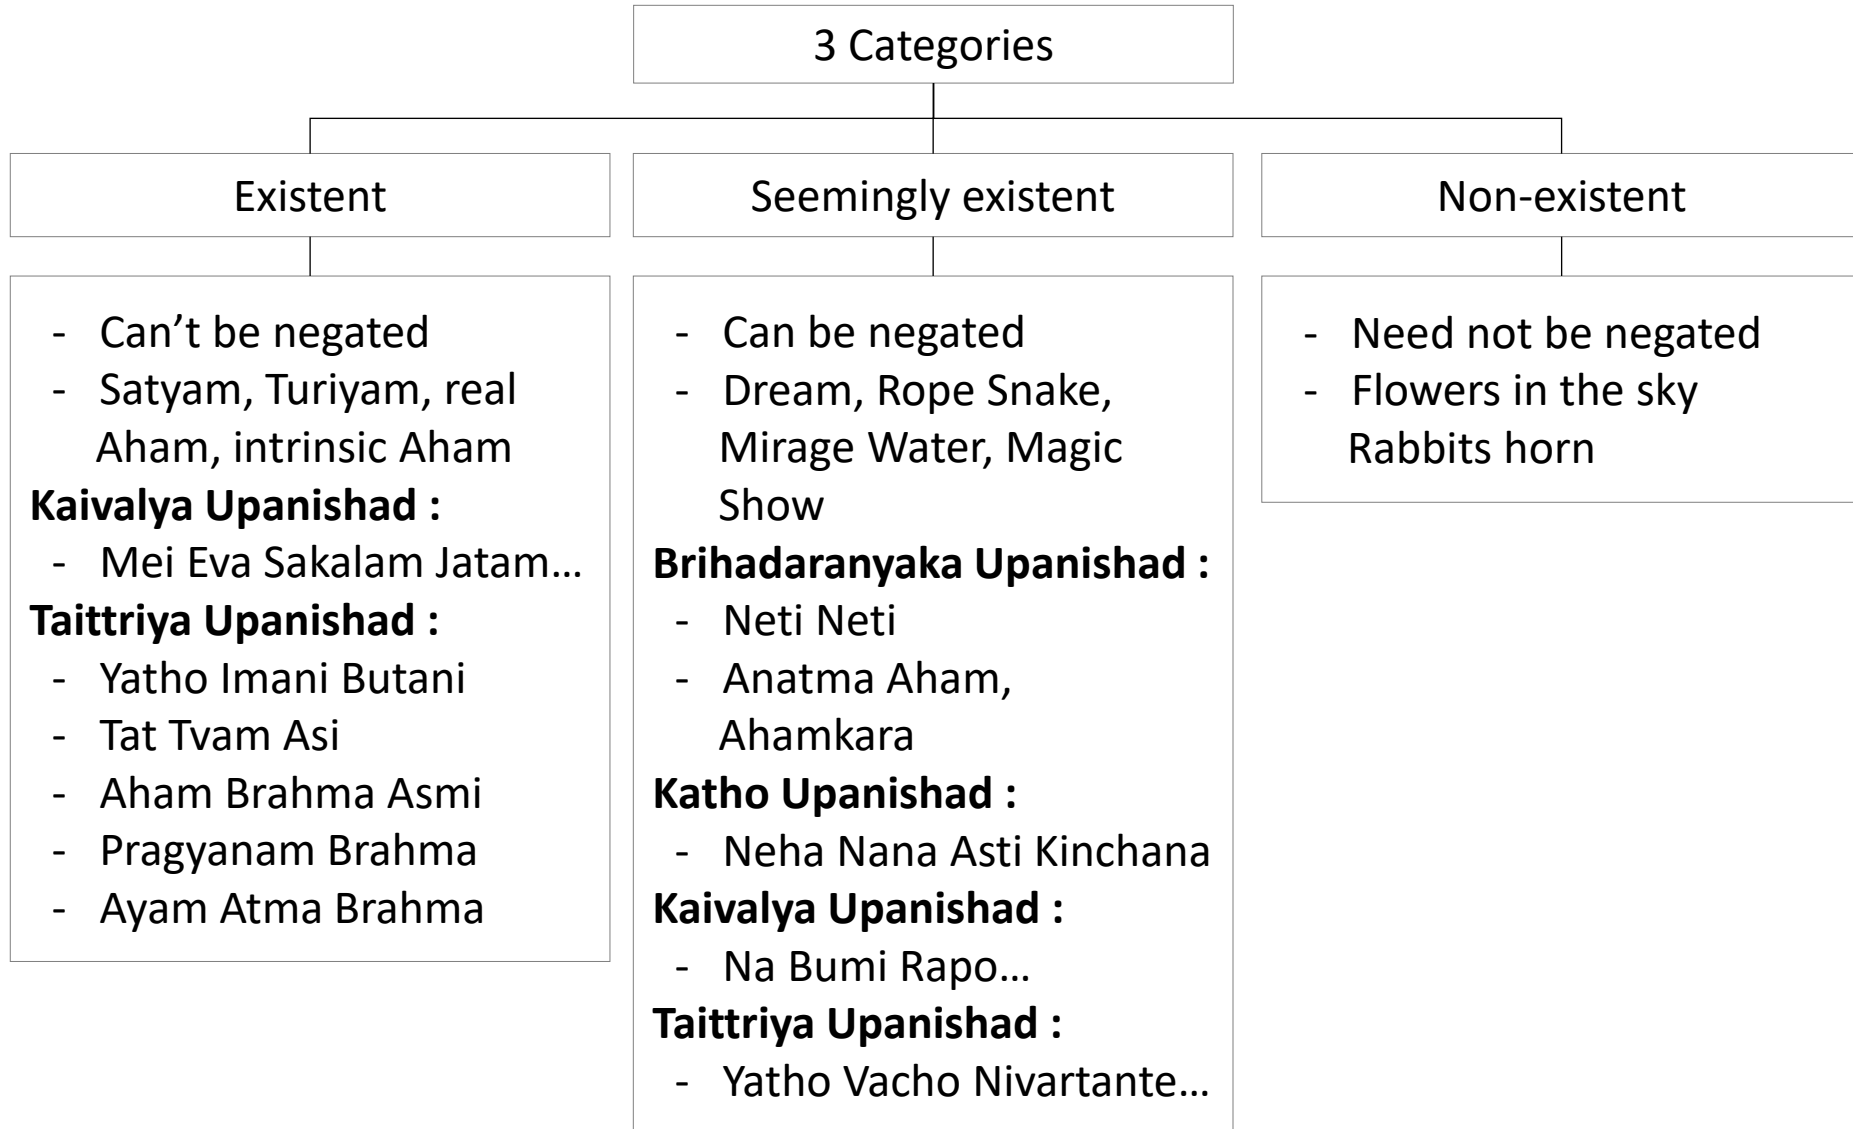 3 Categories
Existent
Seemingly existent
Non-existent
- Can’t be negated
- Satyam, Turiyam, real
Aham, intrinsic Aham
Kaivalya Upanishad :
- Mei Eva Sakalam Jatam…
Taittriya Upanishad :
- Yatho Imani Butani
- Tat Tvam Asi
- Aham Brahma Asmi
- Pragyanam Brahma
- Ayam Atma Brahma
- Can be negated
- Dream, Rope Snake,
Mirage Water, Magic
Show
Brihadaranyaka Upanishad :
- Neti Neti
- Anatma Aham,
Ahamkara
Katho Upanishad :
- Neha Nana Asti Kinchana
Kaivalya Upanishad :
- Na Bumi Rapo…
Taittriya Upanishad :
- Yatho Vacho Nivartante…
- Need not be negated
- Flowers in the sky
Rabbits horn